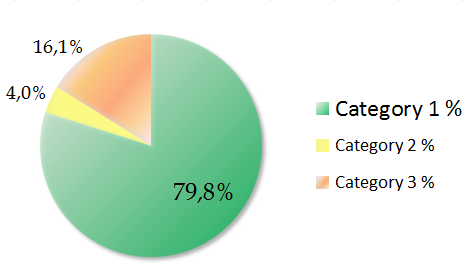 16,1%
4,0%
79,8%
Category 1 %
Category 2 %
Category 3 %